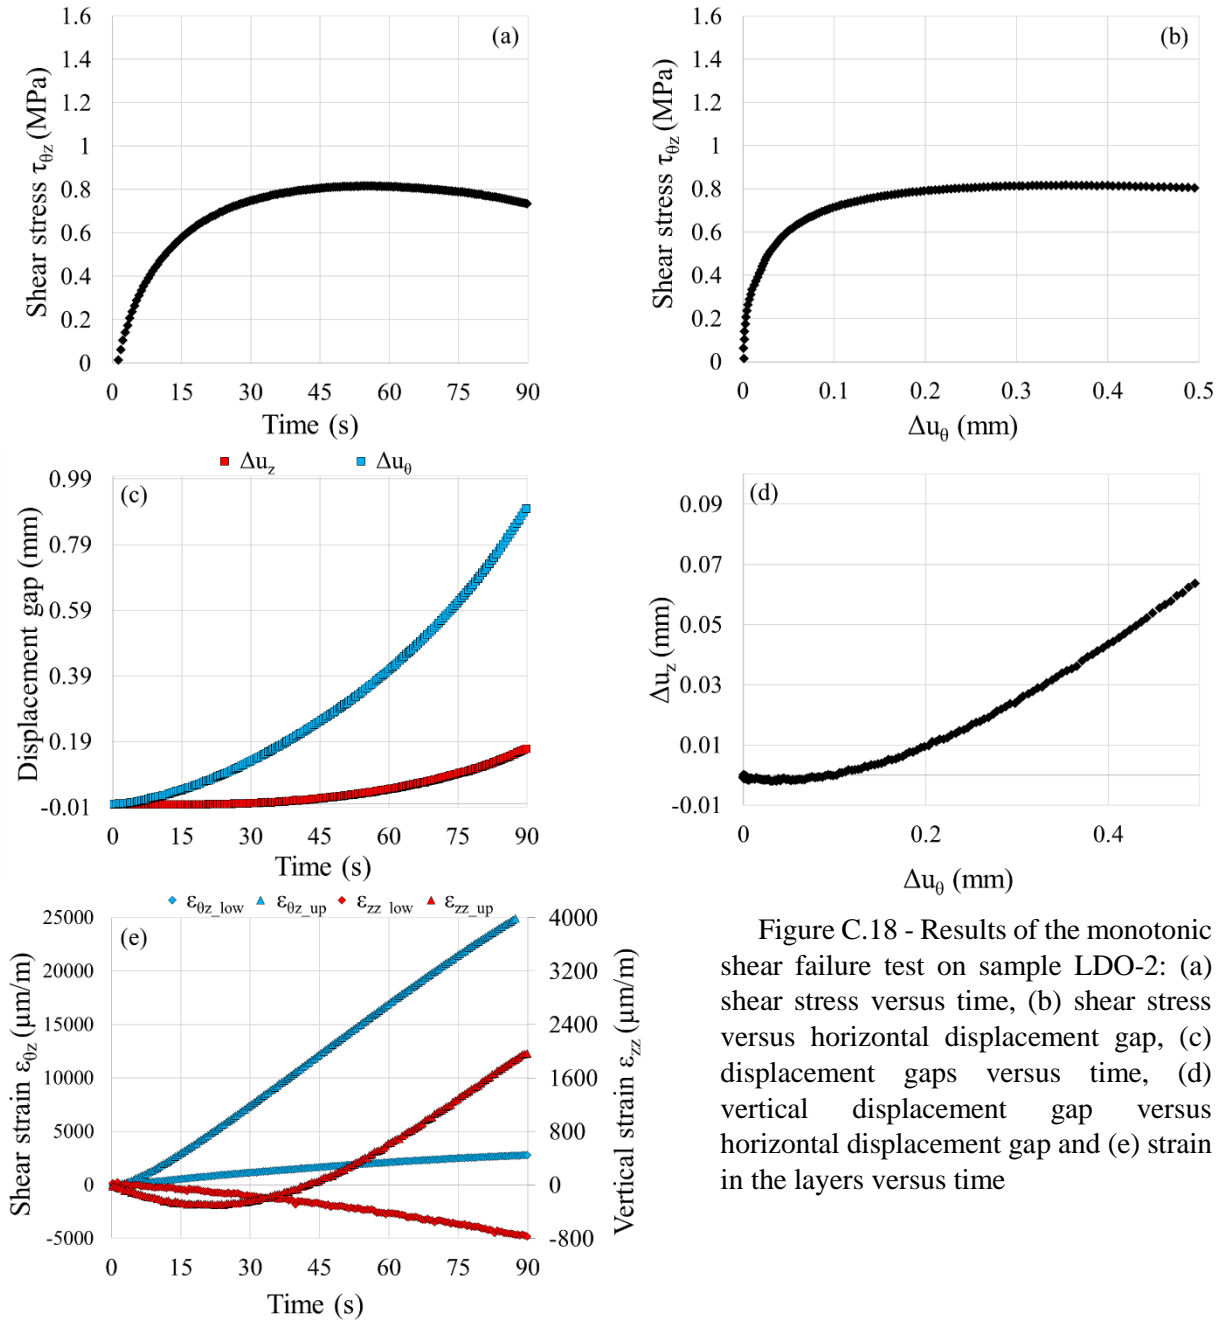 (a)
Shear stress τθz (MPa)
1.6
1.4
1.2
1
0.8
0.6
0.4
0.2
0
0 15 30 45 60 75 90
Time (s)
(b)
Shear stress τθz (MPa)
1.6
1.4
1.2
1
0.8
0.6
0.4
0.2
0
0 0.1 0.2 0.3 0.4 0.5
Δuθ (mm)
Δuz Δuθ
(c)
Displacement gap (mm)
0.99
0.79
0.59
0.39
0.19
-0.01
0 15 30 45 60 75 90
Time (s)
(d)
Δuz (mm)
0.09
0.07
0.05
0.03
0.01
-0.01
0 0.2 0.4
Δuθ (mm)
εθz_low εθz_up εzz_low εzz_up
(e)
Shear strain εθz (µm/m)
25000
20000
15000
10000
5000
0
-5000
4000
3200
2400
1600
800
0
-800
Vertical strain εzz (µm/m)
0 15 30 45 60 75 90
Time (s)
Figure C.18 - Results of the monotonic
shear failure test on sample LDO-2: (a)
shear stress versus time, (b) shear stress
versus horizontal displacement gap, (c)
displacement gaps versus time, (d)
vertical displacement gap versus
horizontal displacement gap and (e) strain
in the layers versus time